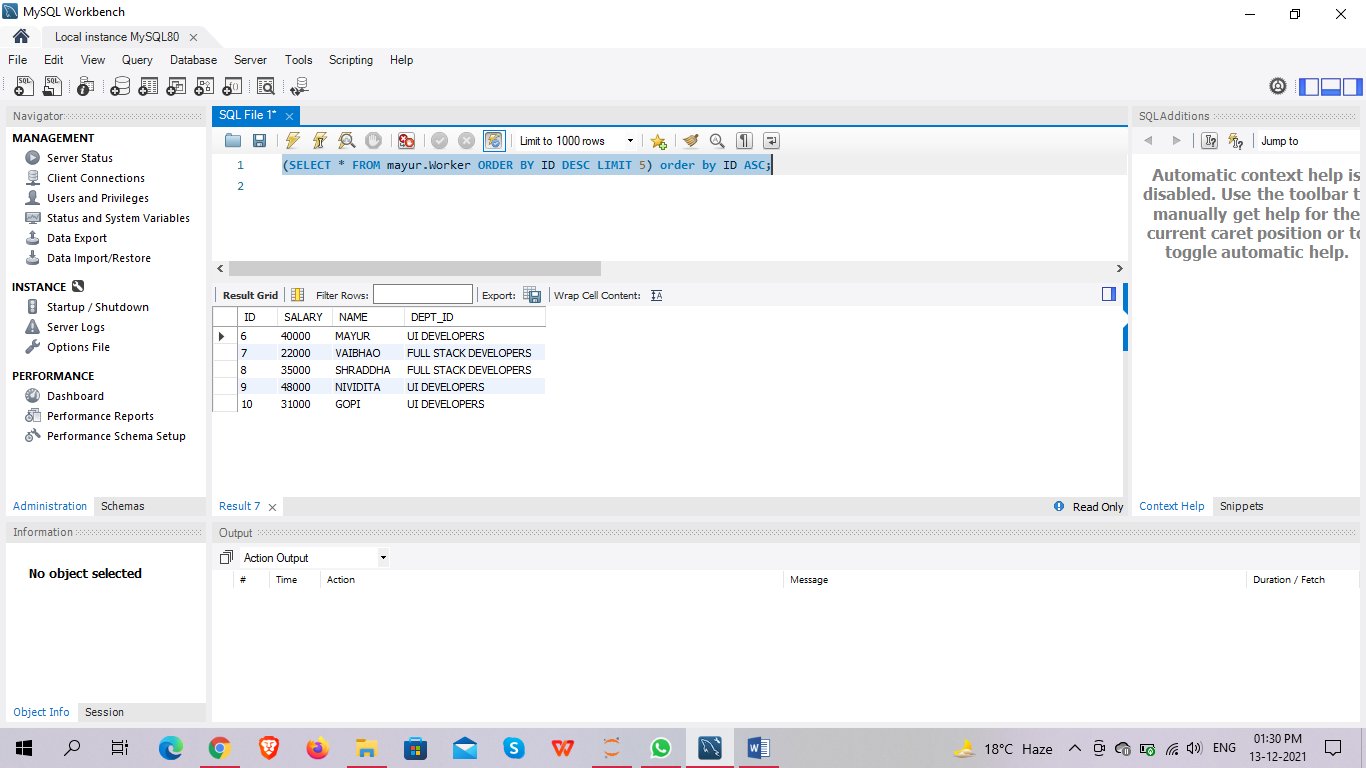 MySQL Workbench
Local instance MySQL80
File Edit View Query Database Server Tools Scripting Help
Navigator
MANAGEMENT
Server Status
Client Connections
Users and Privileges
Status and System Variables
Data Export
Data Import/Restore
INSTANCE
Startup / Shutdown
Server Logs
Options File
PERFORMANCE
Dashboard
Performance Reports
Performance Schema Setup
Administration Schemas
Information
No object selected
Object Info Session
SQL File 1*
Limit to 1000 rows
1 (SELECT * FROM mayur.Worker ORDER BY ID DESC LIMIT 5) order by ID ASC;
2
Result Grid Filter Rows: Export: Wrap Cell Content: IA
ID SALARY NAME DEPT_ID
6 40000 MAYUR UI DEVELOPERS
7 22000 VAIBHAO FULL STACK DEVELOPERS
8 35000 SHRADDHA FULL STACK DEVELOPERS
9 48000 NIVIDITA UI DEVELOPERS
10 31000 GOPI UI DEVELOPERS
Result 7 Read Only
Output
Action Output
# Time Action Message Duration / Fetch
SQLAdditions
Jump to
Automatic context help is
disabled. Use the toolbar t
manually get help for the
current caret position or to
toggle automatic help.
Context Help Snippets
18°C Haze ENG 01:30 PM
13-12-2021